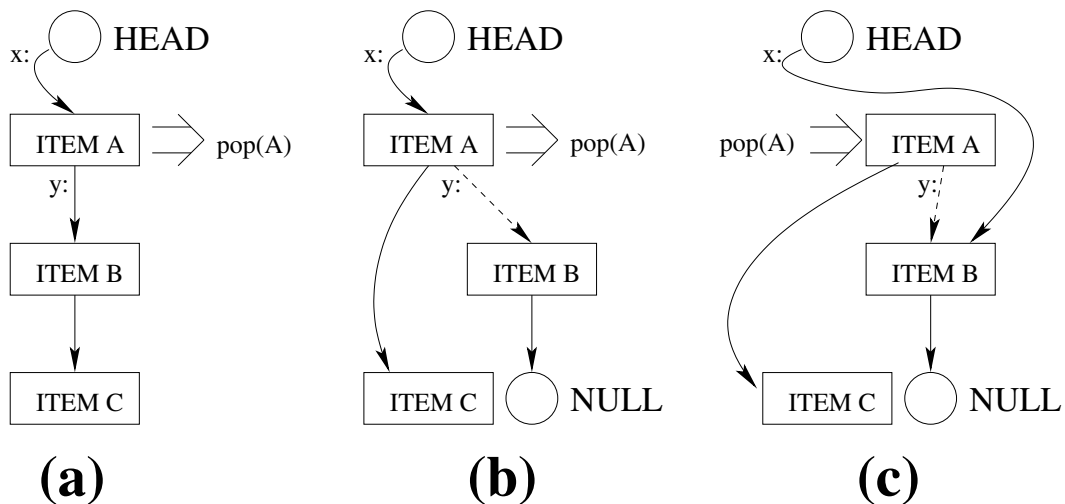 HEAD
x:
ITEM A
pop(A)
y:
ITEM B
ITEM C
(a)
HEAD
x:
ITEM A
pop(A)
y:
ITEM B
ITEM C
NULL
(b)
HEAD
x:
pop(A)
ITEM A
y:
ITEM B
ITEM C
NULL
(c)